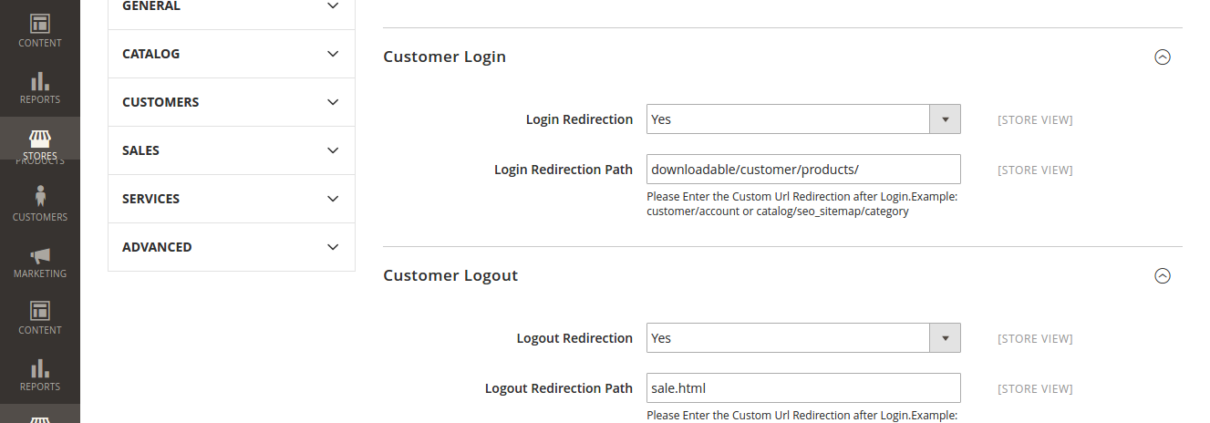 CONTENT
REPORTS
STORES
PRODUCTS
CUSTOMERS
MARKETING
CONTENT
REPORTS
GENERAL
CATALOG
CUSTOMERS
SALES
SERVICES
ADVANCED
Customer Login
Login Redirection Yes [STORE VIEW]
Login Redirection Path downloadable/customer/products/ [STORE VIEW]
Please Enter the Custom Url Redirection after Login.Example:
customer/account or catalog/seo_sitemap/category
Customer Logout
Logout Redirection Yes [STORE VIEW]
Logout Redirection Path sale.html [STORE VIEW]
Please Enter the Custom Url Redirection after Login.Example: